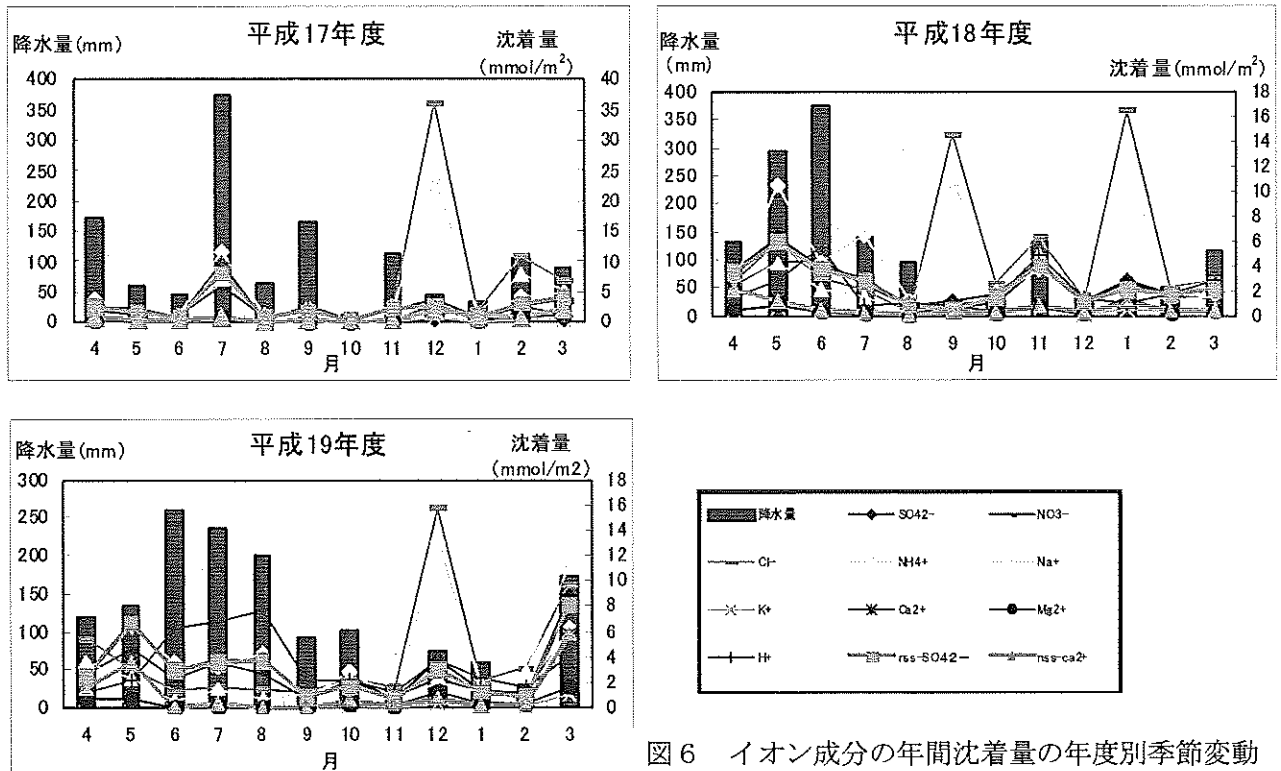 平成17年度
降水量(mm)
沈着量
(mmol/m²)
400
350
300
250
200
150
100
50
0
40
35
30
25
20
15
10
5
0
4 5 6 7 8 9 10 11 12 1 2 3
月
平成18年度
降水量
(mm)
沈着量(mmol/m²)
400
350
300
250
200
150
100
50
0
18
16
14
12
10
8
6
4
2
0
4 5 6 7 8 9 10 11 12 1 2 3
月
平成19年度
降水量(mm)
沈着量
(mmol/m2)
300
250
200
150
100
50
0
18
16
14
12
10
8
6
4
2
0
4 5 6 7 8 9 10 11 12 1 2 3
月
降水量 SO42- NO3-
Cl- NH4+ Na+
K+ Ca2+ Mg2+
H+ nss-SO42- nss-ca2+
図6 イオン成分の年間沈着量の年度別季節変動